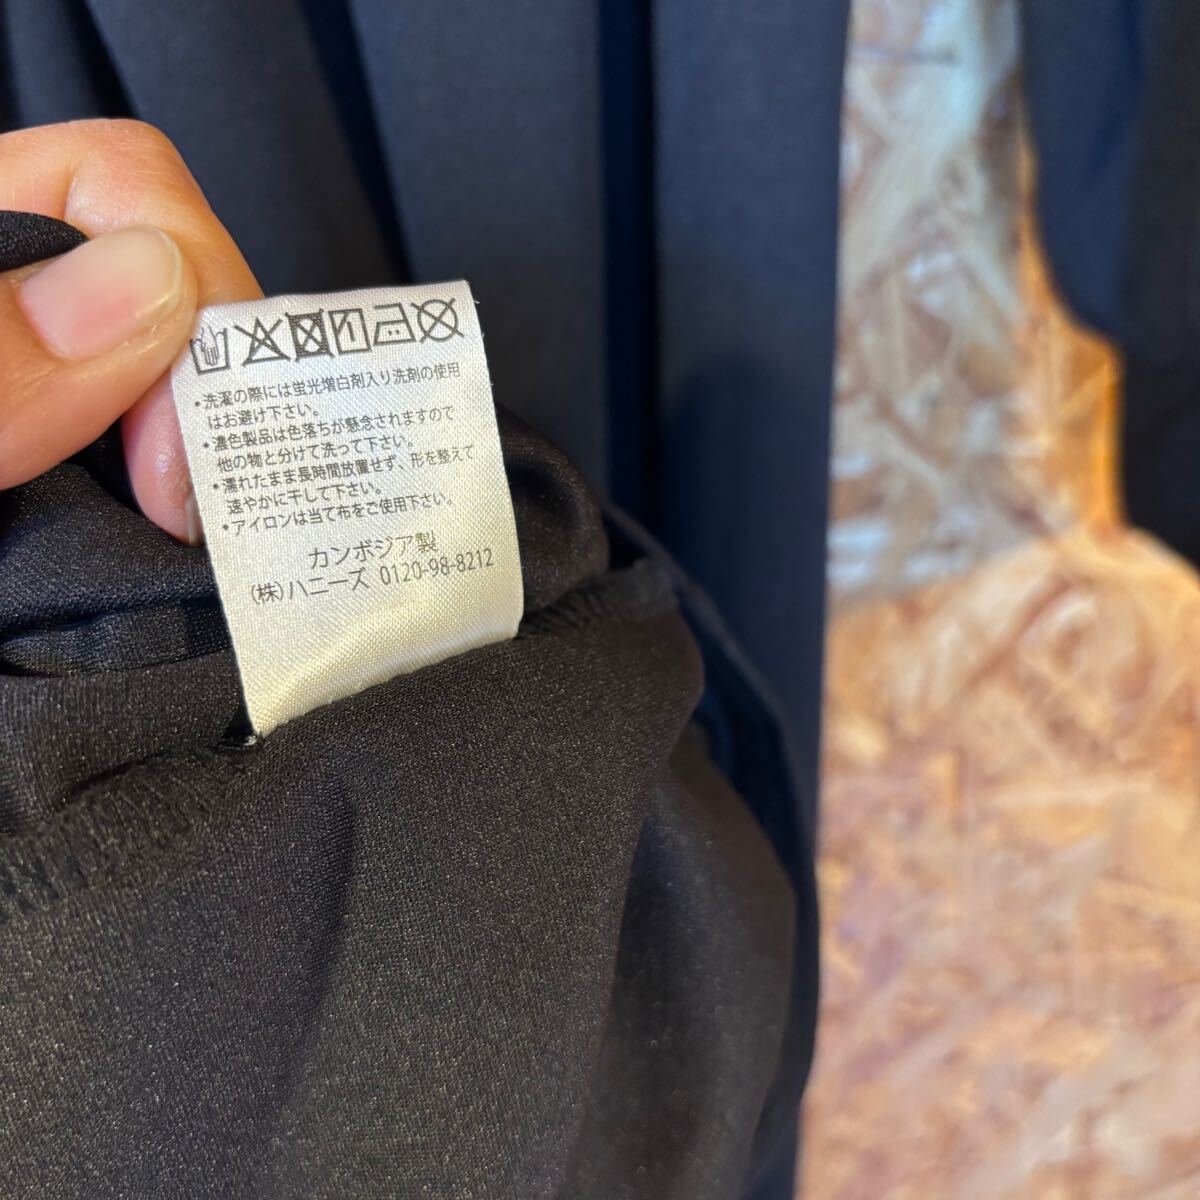 ・洗濯の際には蛍光増白剤入り洗剤の使用
はお避け下さい。
・濃色製品は色落ちが懸念されますので
他の物と分けて洗って下さい。
・濡れたまま長時間放置せず、形を整えて
速やかに干して下さい。
・アイロンは当て布をご使用下さい。
カンボジア製
(株)ハニーズ 0120-98-8212